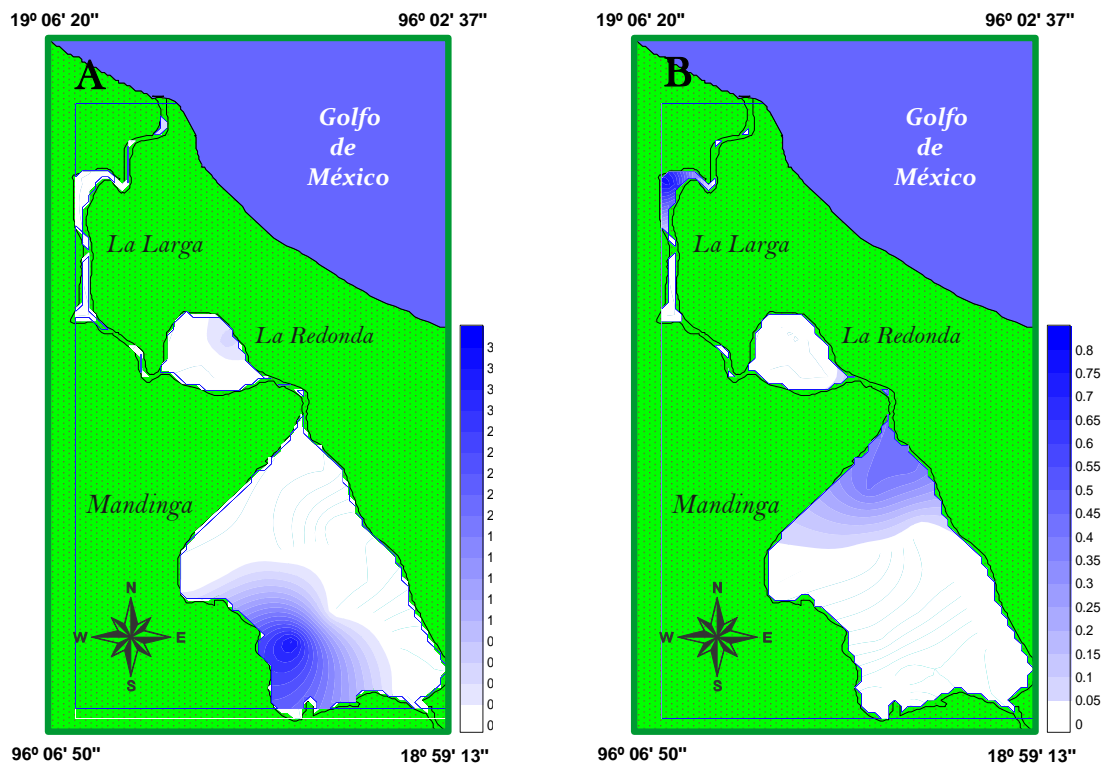 19º 06' 20"
96º 02' 37"
A
Golfo
de
México
La Larga
La Redonda
Mandinga
N
W
E
S
3
3
3
3
2
2
2
2
2
1
1
1
1
1
0
0
0
0
0
96º 06' 50"
18º 59' 13"
19º 06' 20"
96º 02' 37"
B
Golfo
de
México
La Larga
La Redonda
Mandinga
N
W
E
S
0.8
0.75
0.7
0.65
0.6
0.55
0.5
0.45
0.4
0.35
0.3
0.25
0.2
0.15
0.1
0.05
0
96º 06' 50"
18º 59' 13"